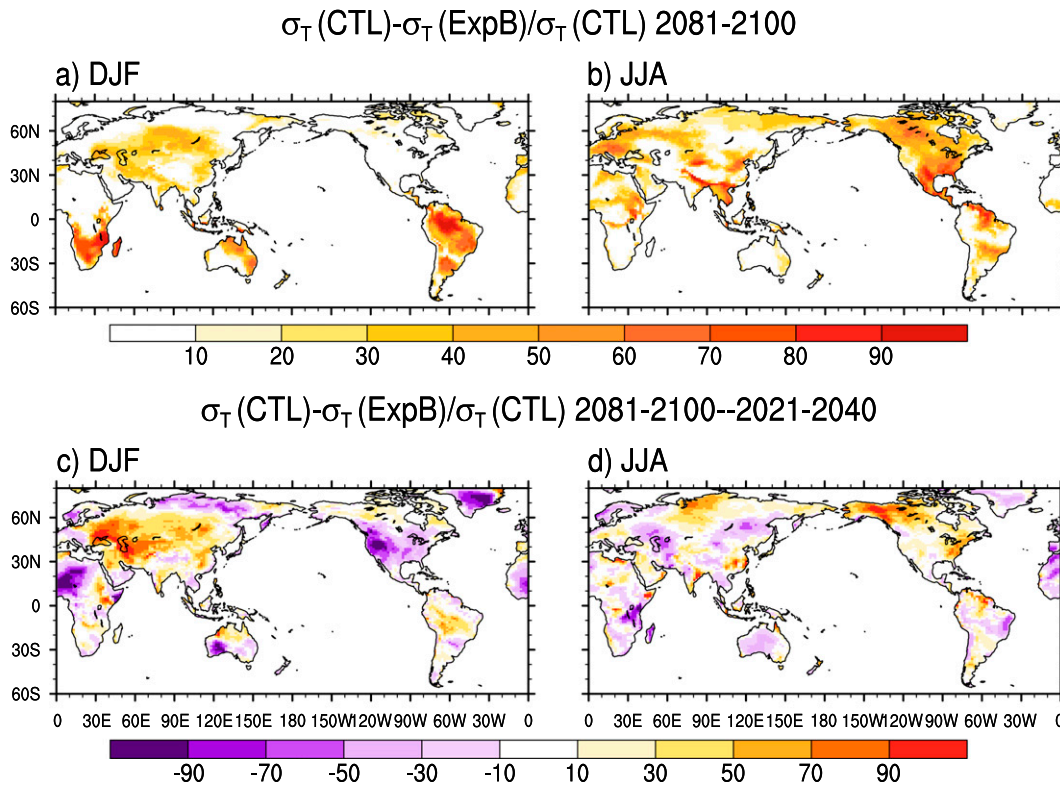 σT (CTL)-σT (ExpB)/σT (CTL) 2081-2100
a) DJF
b) JJA
60N
30N
0
30S
60S
10 20 30 40 50 60 70 80 90
σT (CTL)-σT (ExpB)/σT (CTL) 2081-2100--2021-2040
c) DJF
d) JJA
60N
30N
0
30S
60S
0 30E 60E 90E 120E 150E 180 150W 120W 90W 60W 30W 0
0 30E 60E 90E 120E 150E 180 150W 120W 90W 60W 30W 0
-90 -70 -50 -30 -10 10 30 50 70 90